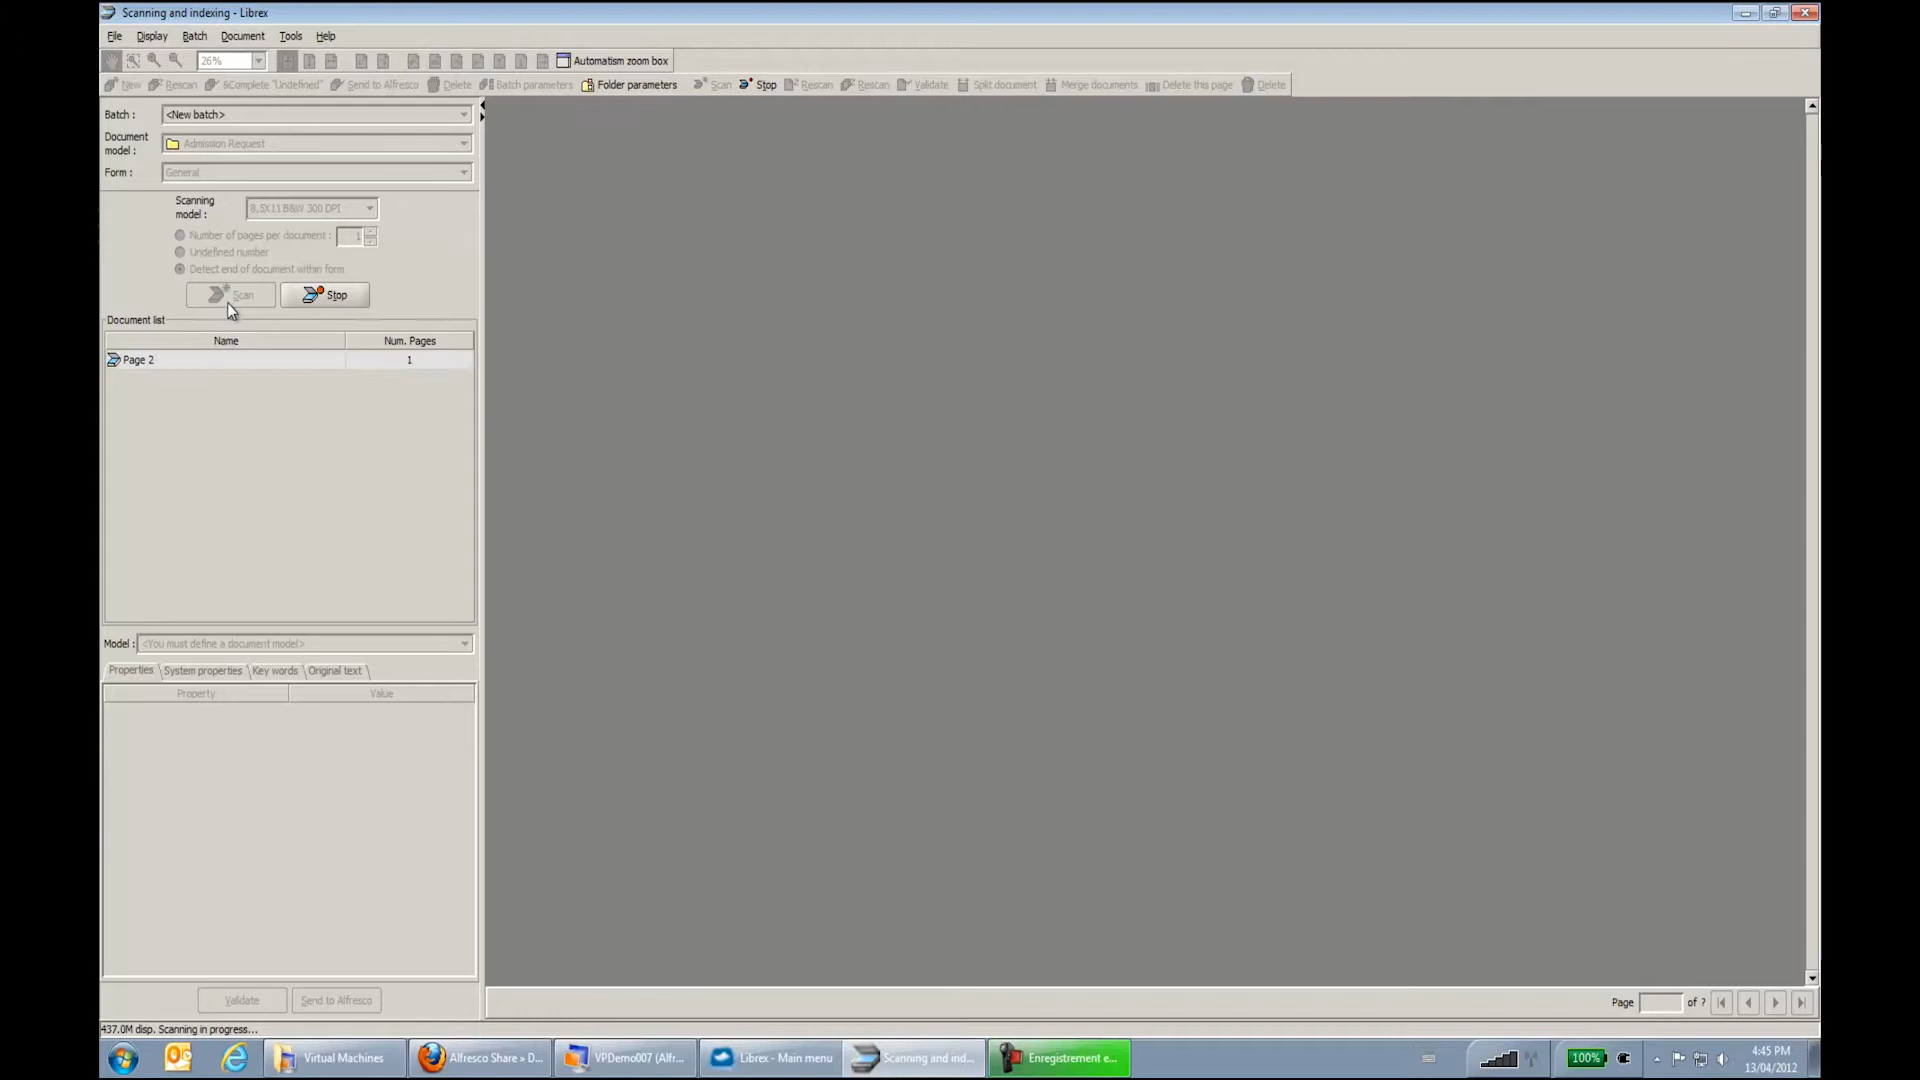 Scanning and indexing - Librex
File Display Batch Document Tools Help
26% Automatism zoom box
New Rescan &Complete "Undefined" Send to Alfresco Delete Batch parameters Folder parameters Scan Stop Rescan Rescan Validate Split document Merge documents Delete this page Delete
Batch : <New batch>
Document model : Admission Request
Form : General
Scanning model : 8,5X11 B&W 300 DPI
Number of pages per document : 1
Undefined number
Detect end of document within form
Scan Stop
Document list
Name Num. Pages
Page 2 1
Model : <You must define a document model>
Properties System properties Key words Original text
Property Value
Validate Send to Alfresco
Page of ?
437.0M disp. Scanning in progress...
Virtual Machines Alfresco Share » D... VPDemo007 (Alfr... Librex - Main menu Scanning and ind... Enregistrement e... 100% 4:45 PM
13/04/2012